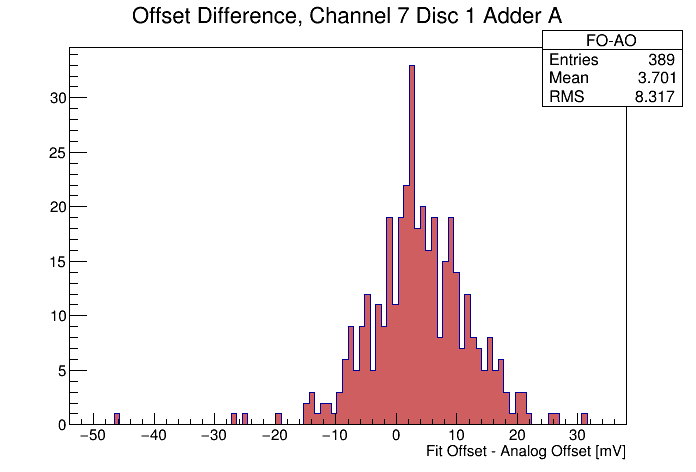 Offset Difference, Channel 7 Disc 1 Adder A
FO-AO
Entries 389
Mean 3.701
RMS 8.317
30
25
20
15
10
5
0
−50 −40 −30 −20 −10 0 10 20 30
Fit Offset - Analog Offset [mV]